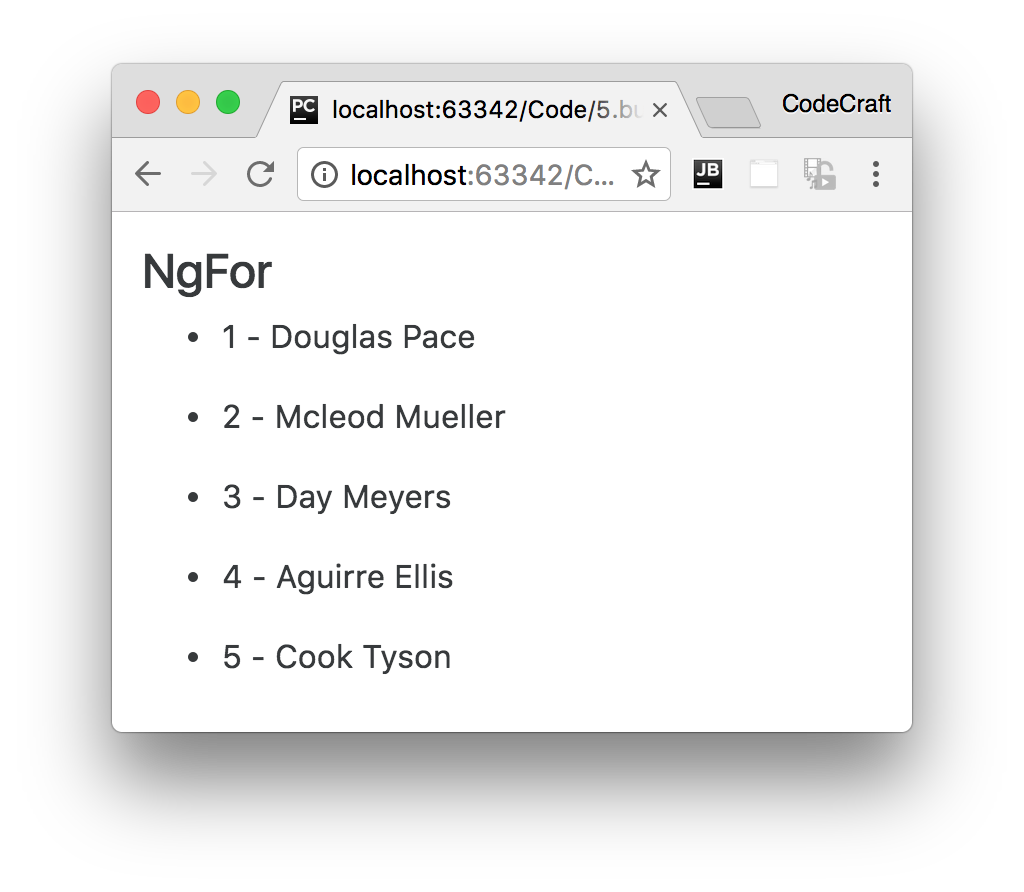 PC localhost:63342/Code/5.bu
CodeCraft
localhost:63342/C...
JB
NgFor
• 1 - Douglas Pace
• 2 - Mcleod Mueller
• 3 - Day Meyers
• 4 - Aguirre Ellis
• 5 - Cook Tyson